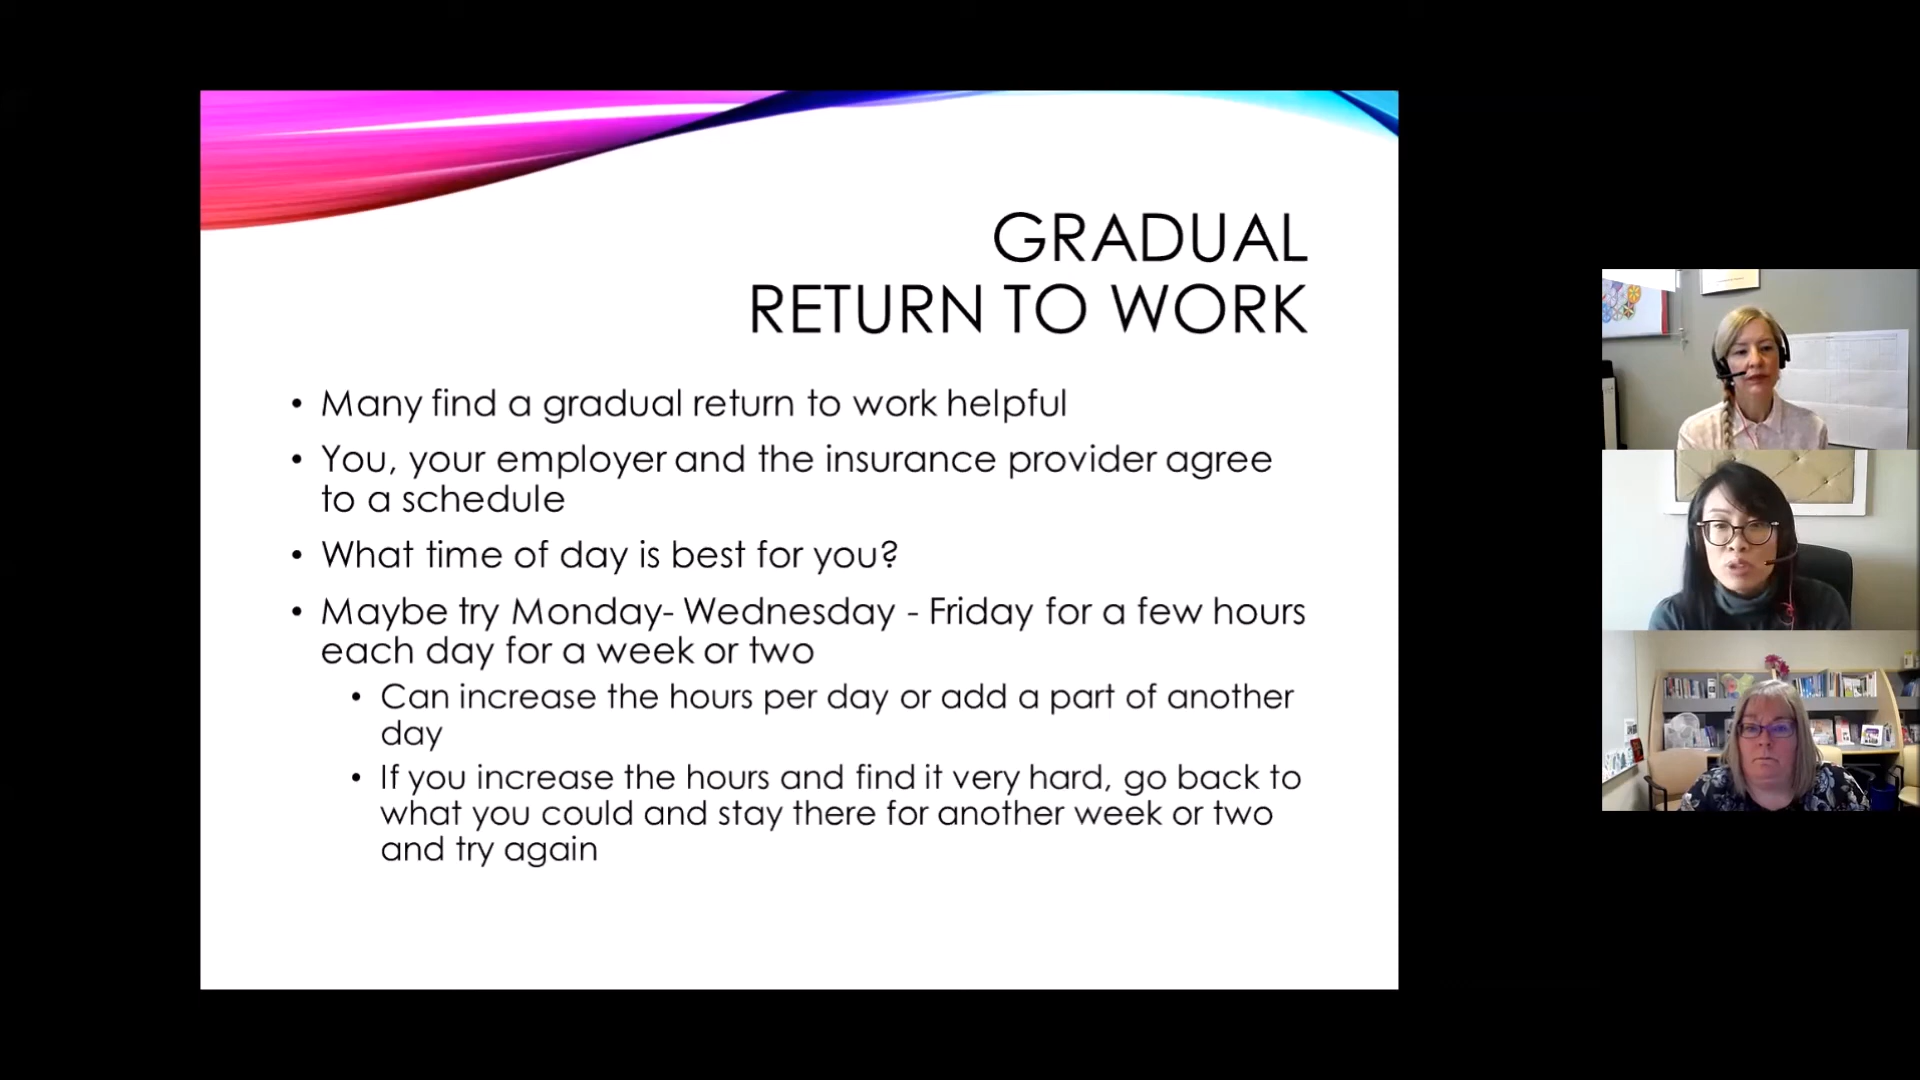 GRADUAL
RETURN TO WORK
• Many find a gradual return to work helpful
• You, your employer and the insurance provider agree
to a schedule
• What time of day is best for you?
• Maybe try Monday- Wednesday - Friday for a few hours
each day for a week or two
• Can increase the hours per day or add a part of another
day
• If you increase the hours and find it very hard, go back to
what you could and stay there for another week or two
and try again